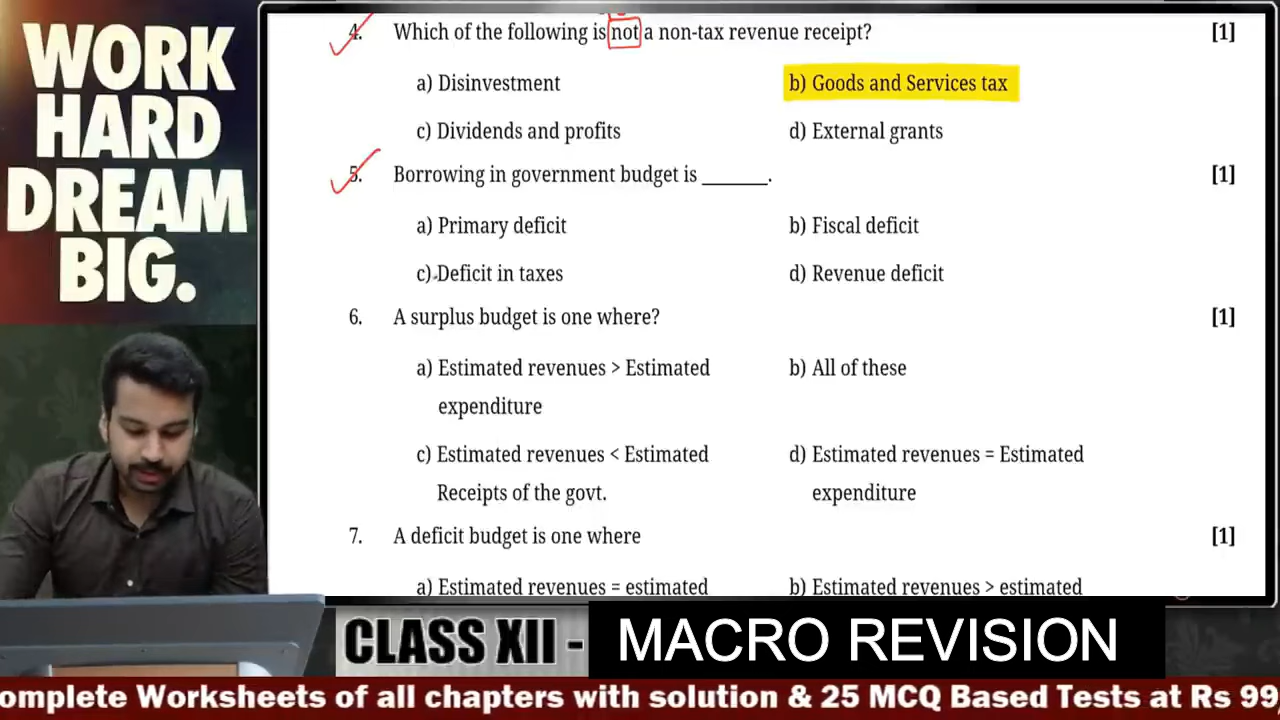 WORK
HARD
DREAM
BIG.
4. Which of the following is not a non-tax revenue receipt? [1]
a) Disinvestment b) Goods and Services tax
c) Dividends and profits d) External grants
5. Borrowing in government budget is _______. [1]
a) Primary deficit b) Fiscal deficit
c) Deficit in taxes d) Revenue deficit
6. A surplus budget is one where? [1]
a) Estimated revenues > Estimated b) All of these
expenditure
c) Estimated revenues < Estimated d) Estimated revenues = Estimated
Receipts of the govt. expenditure
7. A deficit budget is one where [1]
a) Estimated revenues = estimated b) Estimated revenues > estimated
CLASS XII - MACRO REVISION
omplete Worksheets of all chapters with solution & 25 MCQ Based Tests at Rs 99,